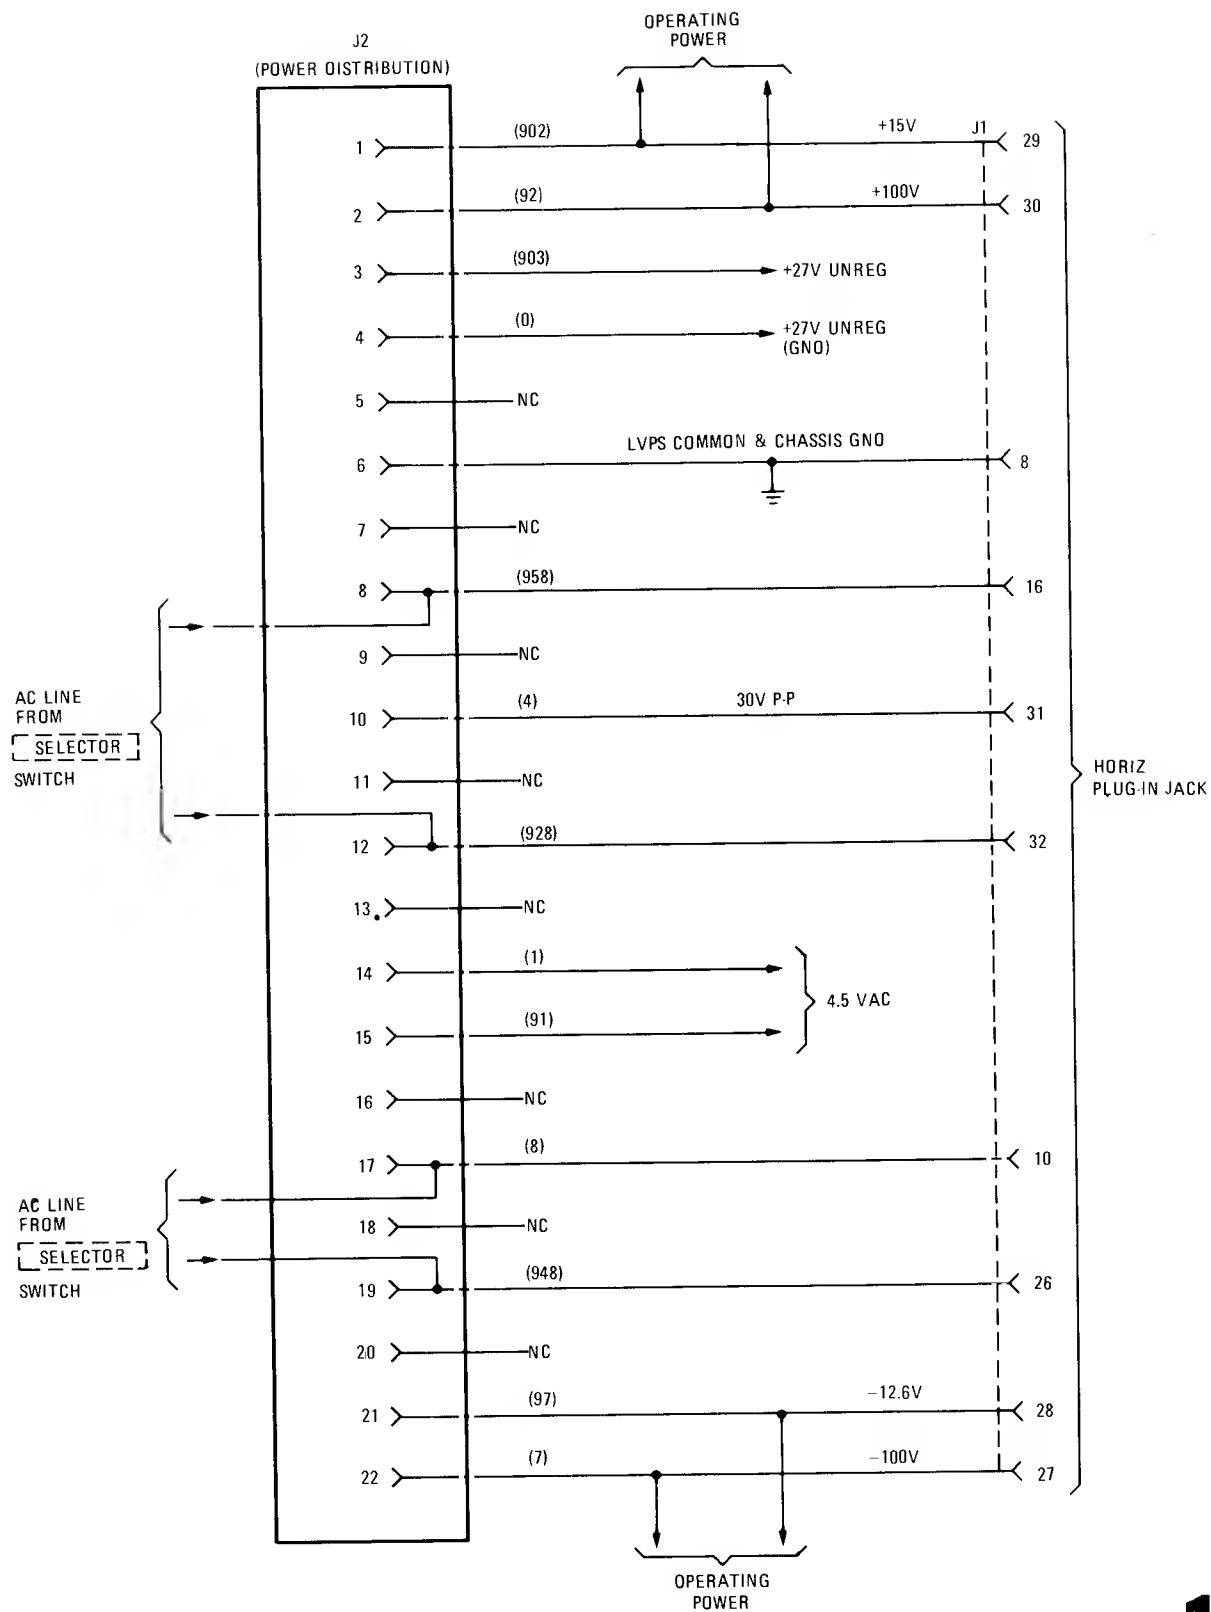 OPERATING
POWER
J2
(POWER OISTRIBUTION)
1 (902) +15V J1 29
2 (92) +100V 30
3 (903) +27V UNREG
4 (0) +27V UNREG
(GNO)
5 NC
LVPS COMMON & CHASSIS GNO
6 8
7 NC
8 (958) 16
9 NC
AC LINE
FROM
SELECTOR
SWITCH
10 (4) 30V P-P 31
11 NC
HORIZ
PLUG-IN JACK
12 (928) 32
13. NC
14 (1)
4.5 VAC
15 (91)
16 NC
17 (8) 10
AC LINE
FROM
SELECTOR
SWITCH
18 NC
19 (948) 26
20 NC
21 (97) −12.6V 28
22 (7) −100V 27
OPERATING
POWER
1